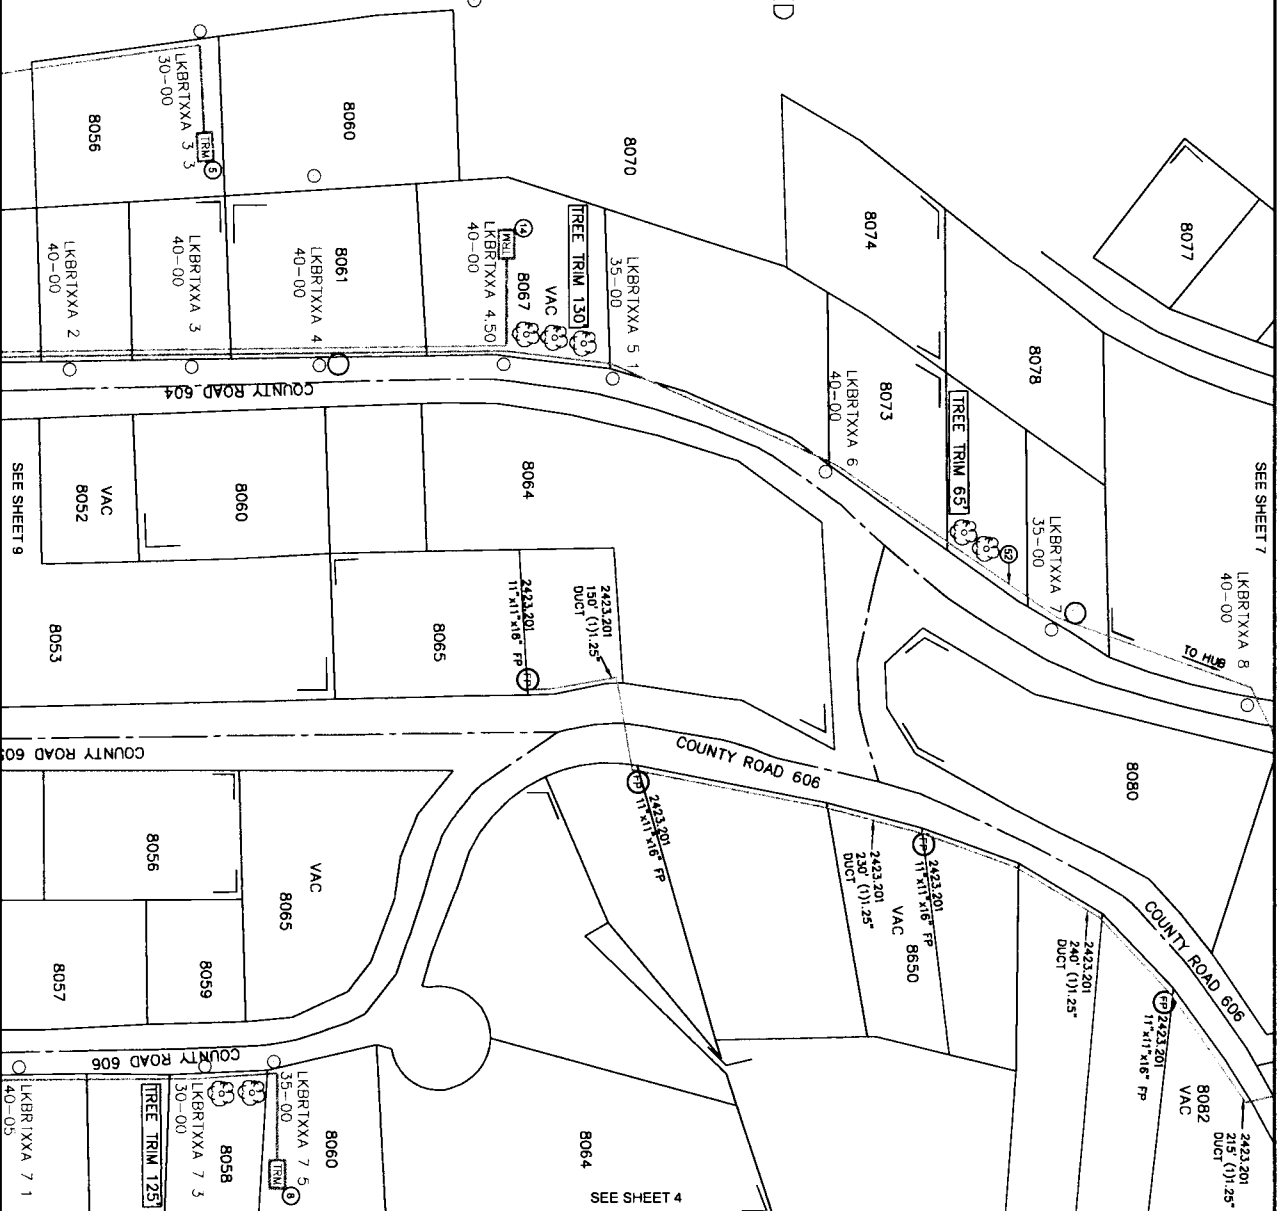 D
8077
8070
8074
8078
8073
8060
8056
LKBRTXXA 3 3
30-00
TRM
5
LKBRTXXA 2
40-00
LKBRTXXA 3
40-00
8061
LKBRTXXA 4
40-00
14
TRM
LKBRTXXA 4.50
40-00
8067
VAC
TREE TRIM 130'
LKBRTXXA 5 1
35-00
LKBRTXXA 6
40-00
TREE TRIM 65'
52
LKBRTXXA 7
35-00
SEE SHEET 7
LKBRTXXA 8
40-00
TO HUB
COUNTY ROAD 604
SEE SHEET 9
VAC
8052
8060
8064
8053
8065
2423.201
11"x11"x16" FP
FP
2423.201
150' (1)1.25"
DUCT
COUNTY ROAD 606
8080
FP
2423.201
11"x11"x16" FP
2423.201
230' (1)1.25"
DUCT
FP
2423.201
11"x11"x16" FP
VAC
8650
2423.201
240' (1)1.25"
DUCT
COUNTY ROAD 606
FP
2423.201
11"x11"x16" FP
8082
VAC
2423.201
215' (1)1.25"
DUCT
COUNTY ROAD
8056
VAC
8065
8057
8059
COUNTY ROAD 606
LKBRTXXA 7 1
40-05
TREE TRIM 125'
LKBRTXXA 7 3
30-00
8058
LKBRTXXA 7 5
35-00
TRM
8
8060
8064
SEE SHEET 4